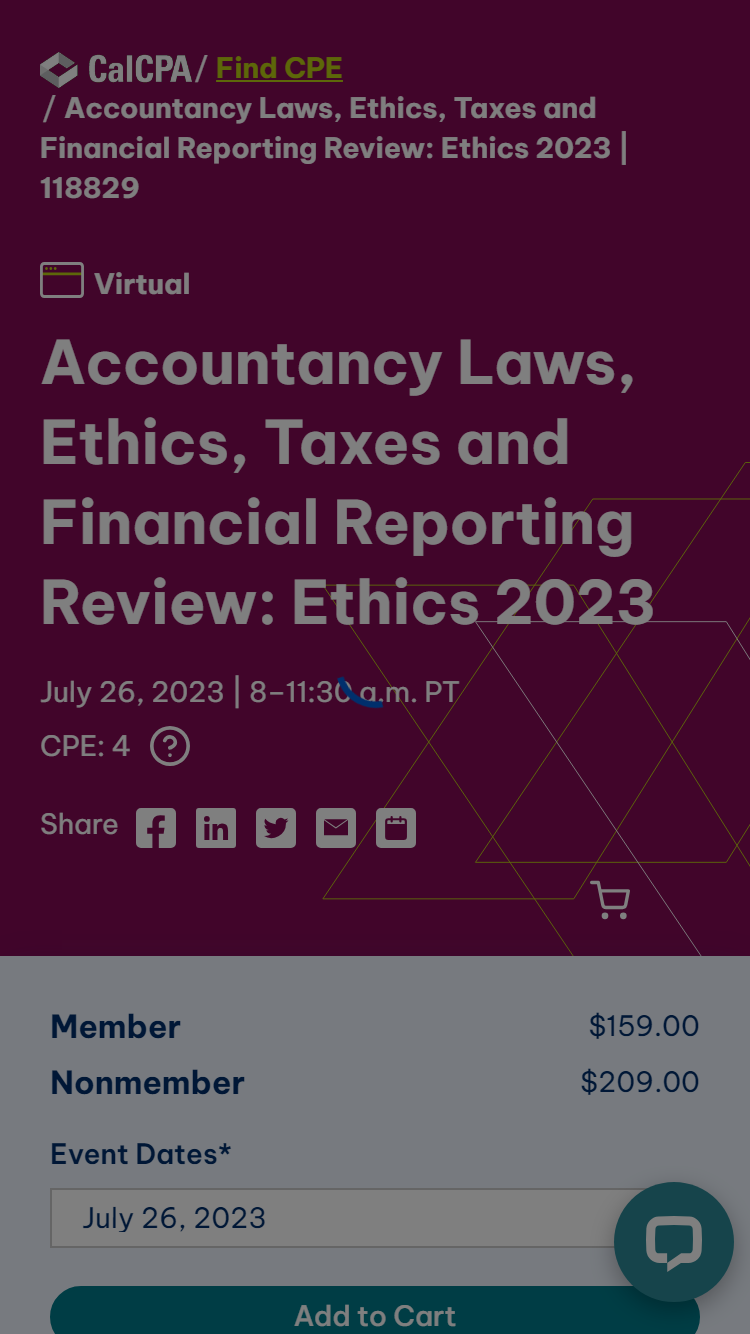 CalCPA / Find CPE
/ Accountancy Laws, Ethics, Taxes and
Financial Reporting Review: Ethics 2023 |
118829
Virtual
Accountancy Laws,
Ethics, Taxes and
Financial Reporting
Review: Ethics 2023
July 26, 2023 | 8–11:30 a.m. PT
CPE: 4 ?
Share
Member $159.00
Nonmember $209.00
Event Dates*
July 26, 2023
Add to Cart